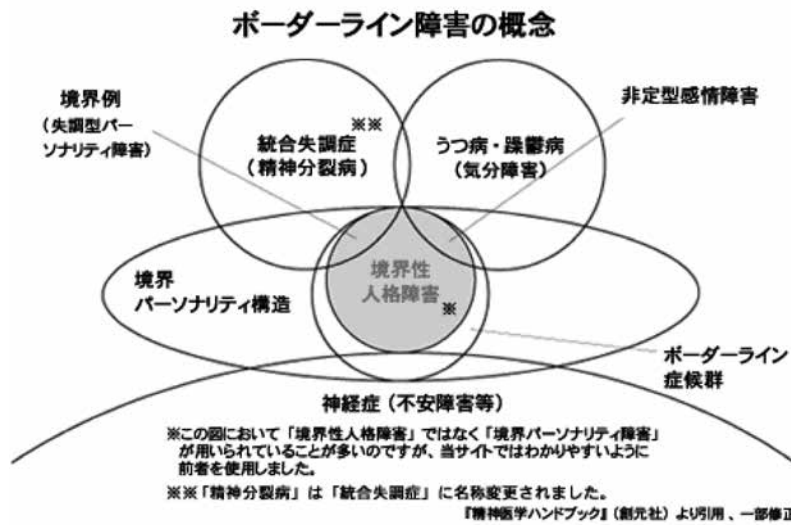 ボーダーライン障害の概念
境界例
(失調型パー
ソナリティ障害)
※※
統合失調症
(精神分裂病)
うつ病・躁鬱病
(気分障害)
非定型感情障害
境界
パーソナリティ構造
境界性
人格障害
※
ボーダーライン
症候群
神経症(不安障害等)
※この図において「境界性人格障害」ではなく「境界パーソナリティ障害」
が用いられていることが多いのですが、当サイトではわかりやすいように
前者を使用しました。
※※「精神分裂病」は「統合失調症」に名称変更されました。
『精神医学ハンドブック』(創元社)より引用、一部修正